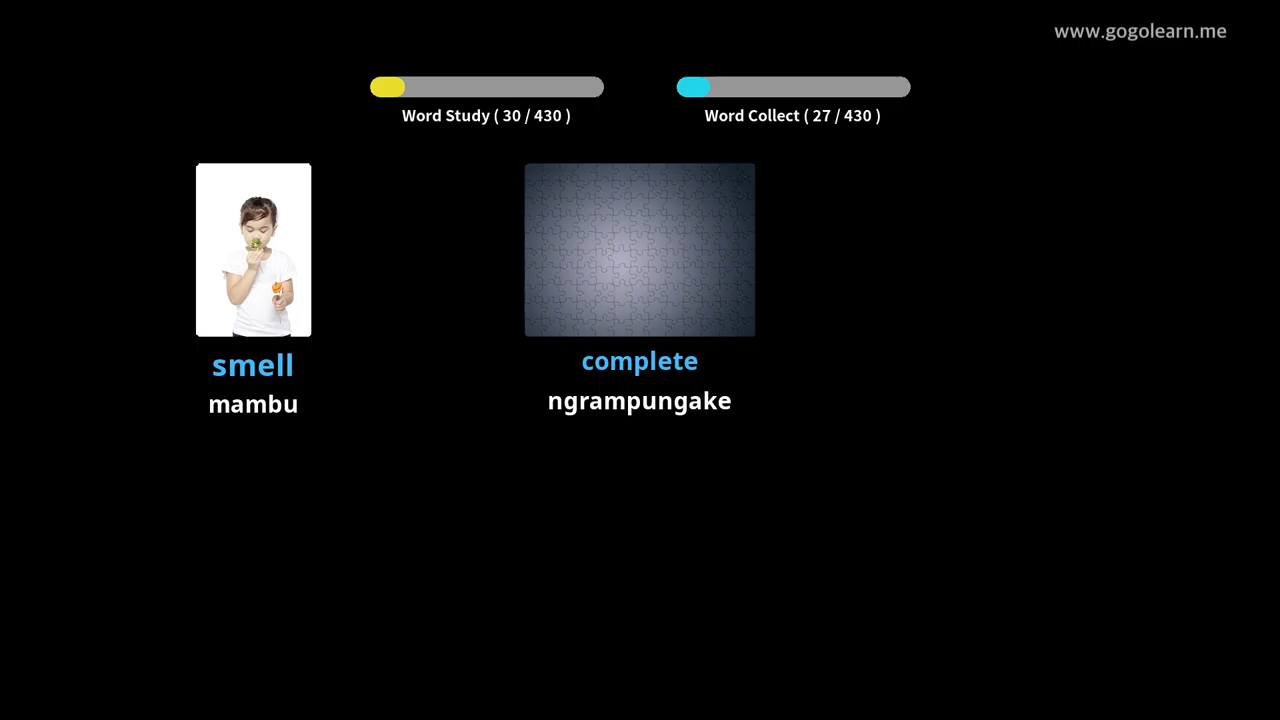 www.gogolearn.me
Word Study ( 30 / 430 )
Word Collect ( 27 / 430 )
smell
mambu
complete
ngrampungake